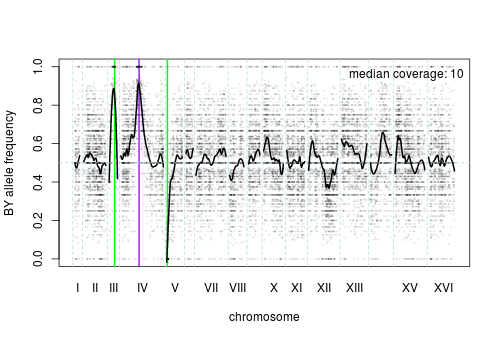 median coverage: 10
BY allele frequency
1.0
0.8
0.6
0.4
0.2
0.0
I II III IV V VII VIII X XI XII XIII XV XVI
chromosome